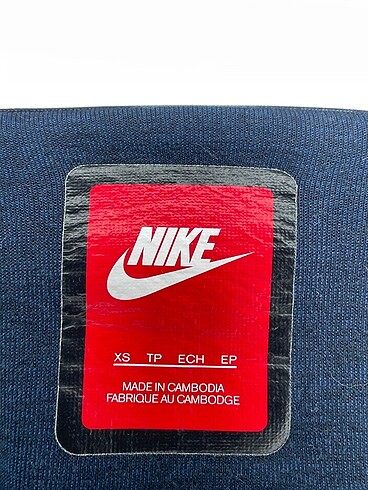 NIKE
XS TP ECH EP
MADE IN CAMBODIA
FABRIQUE AU CAMBODGE